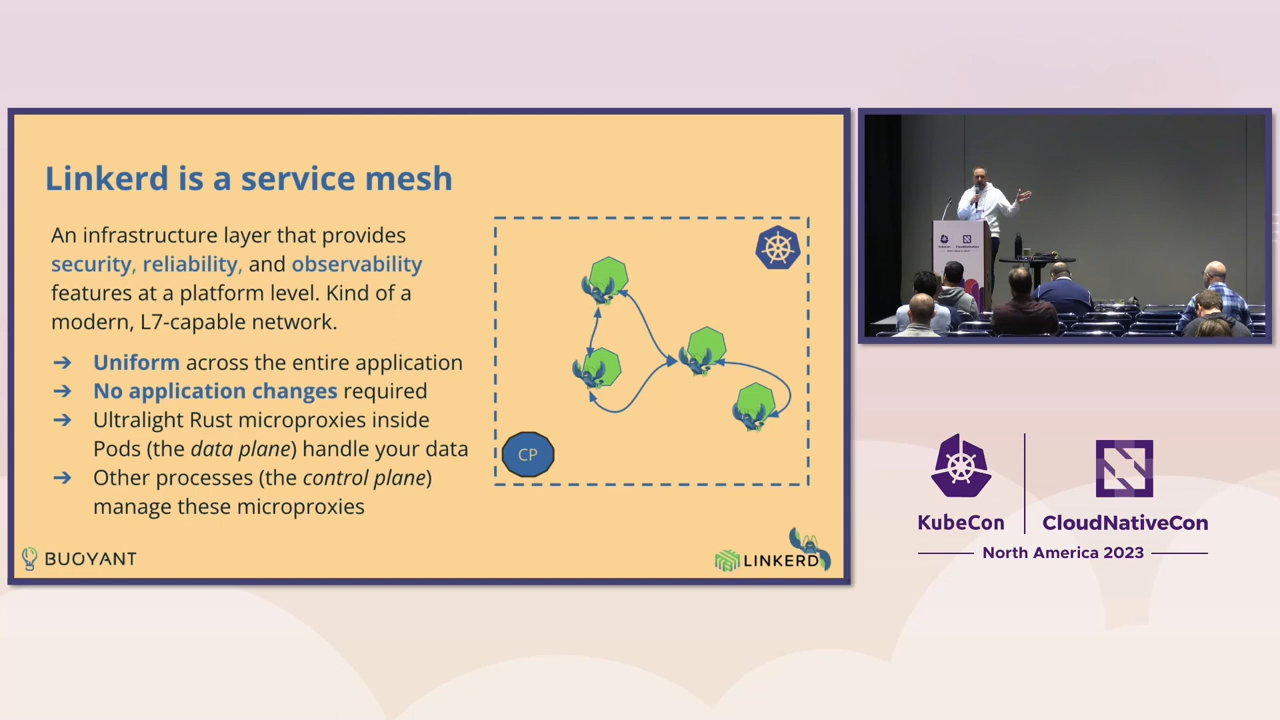 Linkerd is a service mesh
An infrastructure layer that provides
security, reliability, and observability
features at a platform level. Kind of a
modern, L7-capable network.
➔ Uniform across the entire application
➔ No application changes required
➔ Ultralight Rust microproxies inside
Pods (the data plane) handle your data
➔ Other processes (the control plane)
manage these microproxies
CP
BUOYANT
LINKERD
KubeCon
CloudNativeCon
North America 2023